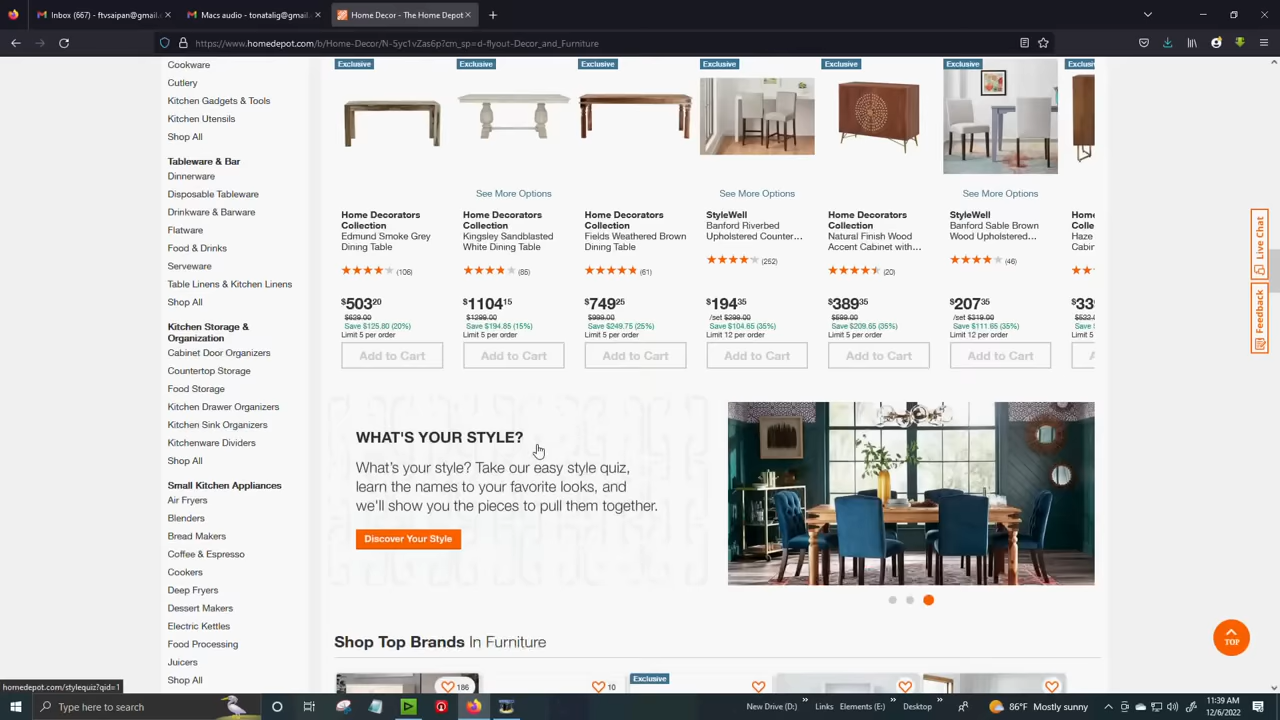 Inbox (667) - ftvsaipan@gmail.
Macs audio - tonatalig@gmail.
Home Decor - The Home Depot
https://www.homedepot.com/b/Home-Decor/N-5yc1vZas6p?cm_sp=d-flyout-Decor_and_Furniture
Cookware
Cutlery
Kitchen Gadgets & Tools
Kitchen Utensils
Shop All
Tableware & Bar
Dinnerware
Disposable Tableware
Drinkware & Barware
Flatware
Food & Drinks
Serveware
Table Linens & Kitchen Linens
Shop All
Kitchen Storage &
Organization
Cabinet Door Organizers
Countertop Storage
Food Storage
Kitchen Drawer Organizers
Kitchen Sink Organizers
Kitchenware Dividers
Shop All
Small Kitchen Appliances
Air Fryers
Blenders
Bread Makers
Coffee & Espresso
Cookers
Deep Fryers
Dessert Makers
Electric Kettles
Food Processing
Juicers
Shop All
Exclusive
Home Decorators
Collection
Edmund Smoke Grey
Dining Table
(106)
$50320
$629.00
Save $125.80 (20%)
Limit 5 per order
Add to Cart
Exclusive
See More Options
Home Decorators
Collection
Kingsley Sandblasted
White Dining Table
(85)
$110415
$1299.00
Save $194.85 (15%)
Limit 5 per order
Add to Cart
Exclusive
Home Decorators
Collection
Fields Weathered Brown
Dining Table
(61)
$74925
$999.00
Save $249.75 (25%)
Limit 5 per order
Add to Cart
Exclusive
See More Options
StyleWell
Banford Riverbed
Upholstered Counter...
(252)
$19435
/set $299.00
Save $104.65 (35%)
Limit 12 per order
Add to Cart
Exclusive
Home Decorators
Collection
Natural Finish Wood
Accent Cabinet with...
(20)
$38935
$599.00
Save $209.65 (35%)
Limit 5 per order
Add to Cart
Exclusive
See More Options
StyleWell
Banford Sable Brown
Wood Upholstered...
(46)
$20735
/set $319.00
Save $111.65 (35%)
Limit 12 per order
Add to Cart
Exclusi
Home
Colle
Haze
Cabin
$33
$522.
Save $
Limit 5
A
WHAT'S YOUR STYLE?
What's your style? Take our easy style quiz,
learn the names to your favorite looks, and
we'll show you the pieces to pull them together.
Discover Your Style
Shop Top Brands In Furniture
186
10
Exclusive
Live Chat
Feedback
TOP
homedepot.com/stylequiz?qid=1
Type here to search
New Drive (D:)
Links
Elements (E:)
Desktop
86°F Mostly sunny
11:39 AM
12/6/2022